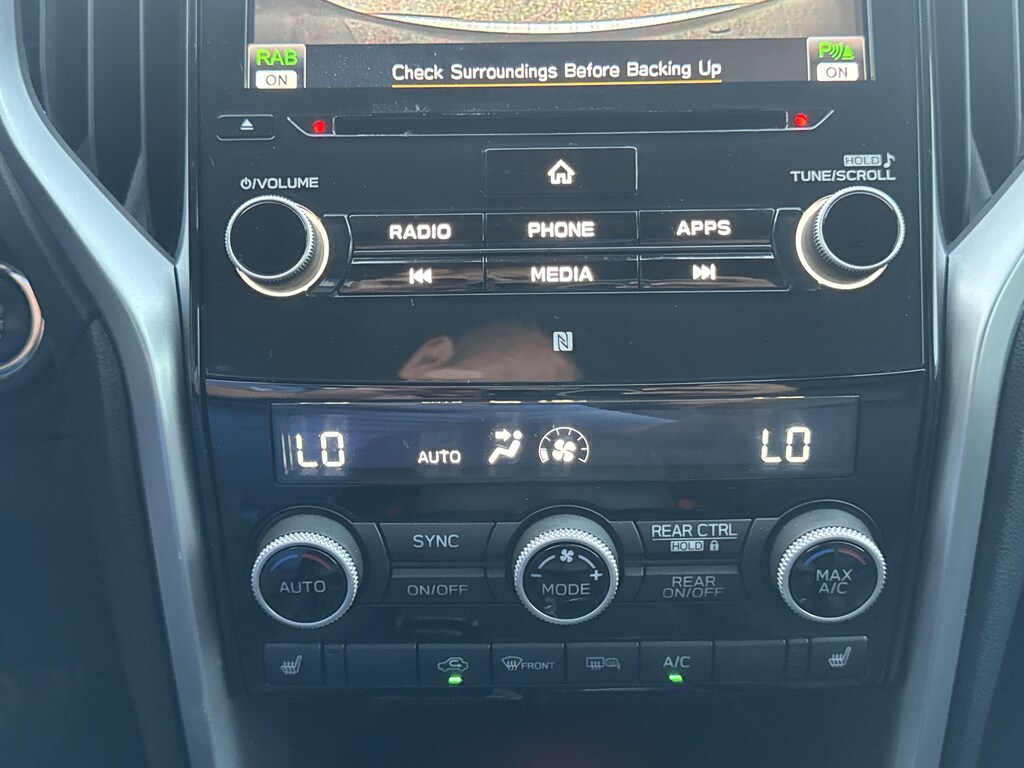 RAB
ON
Check Surroundings Before Backing Up
P
ON
HOLD
/VOLUME
TUNE/SCROLL
RADIO
PHONE
APPS
MEDIA
N
LO
AUTO
LO
SYNC
REAR CTRL
HOLD
AUTO
- MODE +
MAX
A/C
ON/OFF
REAR
ON/OFF
FRONT
A/C